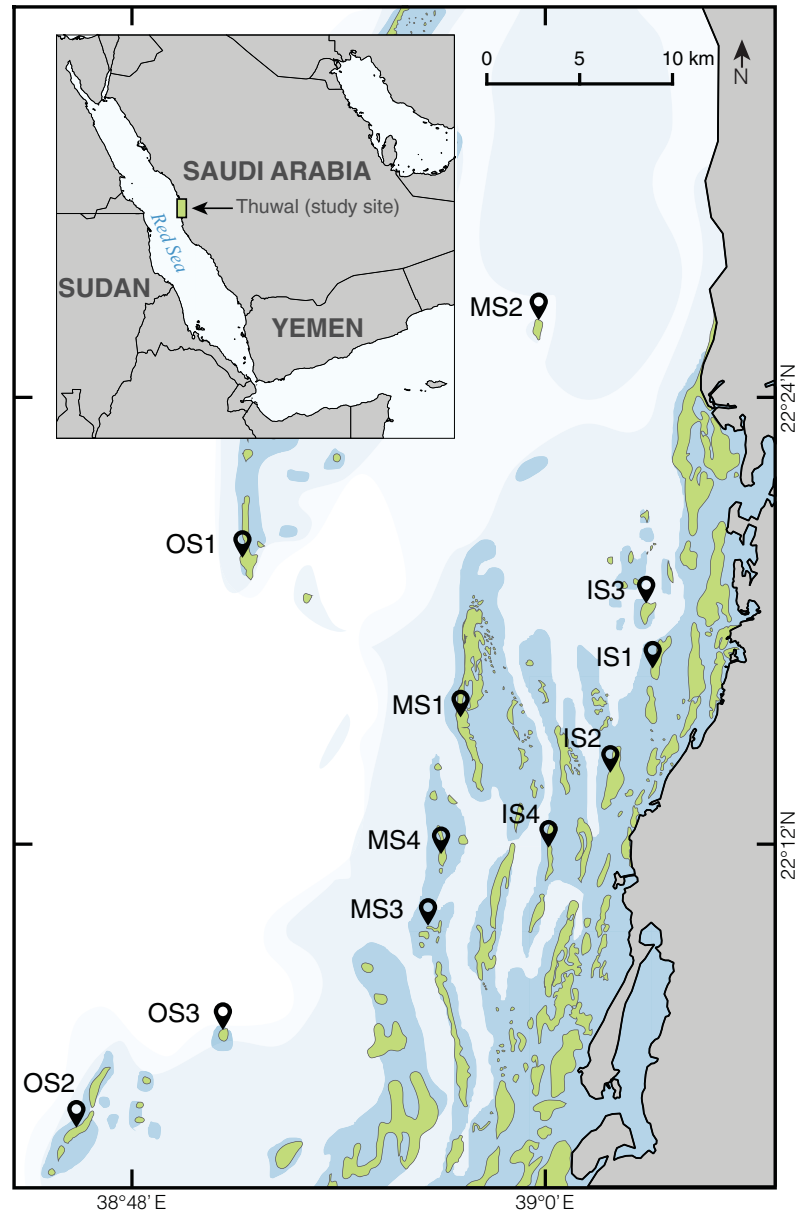 0 5 10 km
N
SAUDI ARABIA
Thuwal (study site)
Red Sea
SUDAN
YEMEN
MS2
22°24'N
OS1
IS3
IS1
MS1
IS2
IS4
MS4
22°12'N
MS3
OS3
OS2
38°48' E
39°0' E